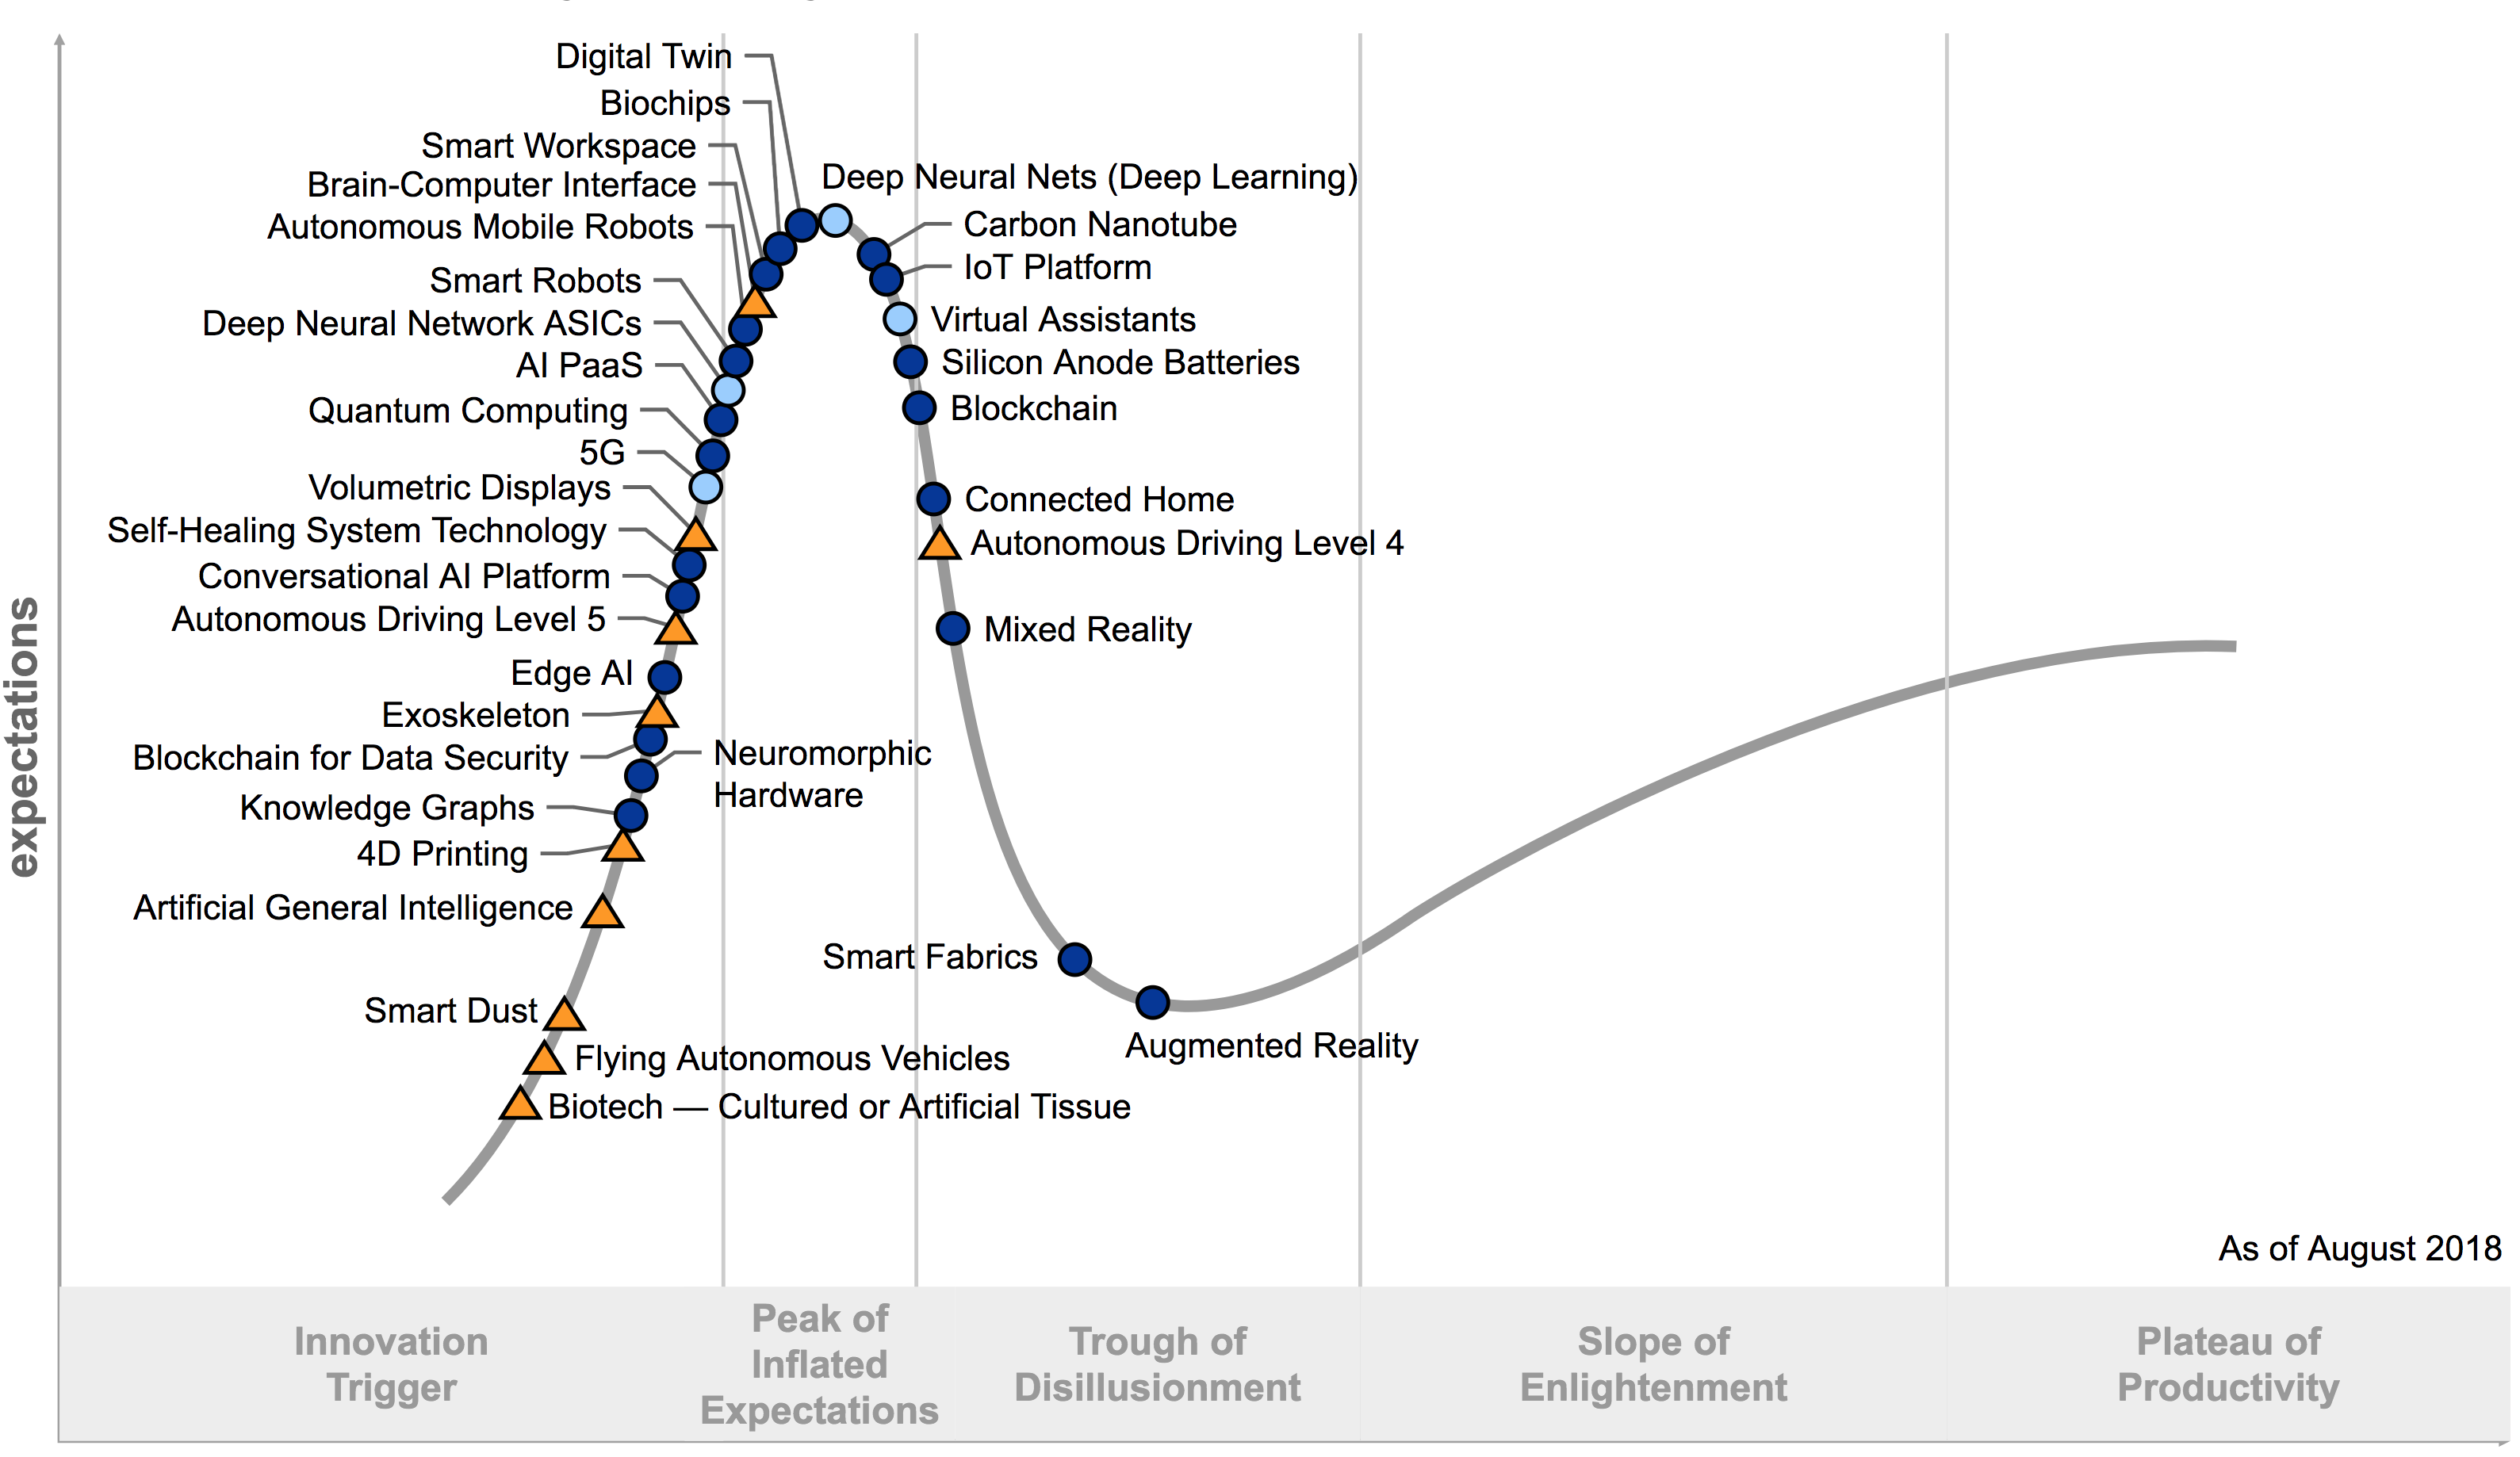 Digital Twin
Biochips
Smart Workspace
Brain-Computer Interface
Autonomous Mobile Robots
Smart Robots
Deep Neural Network ASICs
AI PaaS
Quantum Computing
5G
Volumetric Displays
Self-Healing System Technology
Conversational AI Platform
Autonomous Driving Level 5
Edge AI
Exoskeleton
Blockchain for Data Security
Neuromorphic
Hardware
Knowledge Graphs
4D Printing
Artificial General Intelligence
Smart Dust
Flying Autonomous Vehicles
Biotech — Cultured or Artificial Tissue
Deep Neural Nets (Deep Learning)
Carbon Nanotube
IoT Platform
Virtual Assistants
Silicon Anode Batteries
Blockchain
Connected Home
Autonomous Driving Level 4
Mixed Reality
Smart Fabrics
Augmented Reality
expectations
As of August 2018
Innovation
Trigger
Peak of
Inflated
Expectations
Trough of
Disillusionment
Slope of
Enlightenment
Plateau of
Productivity